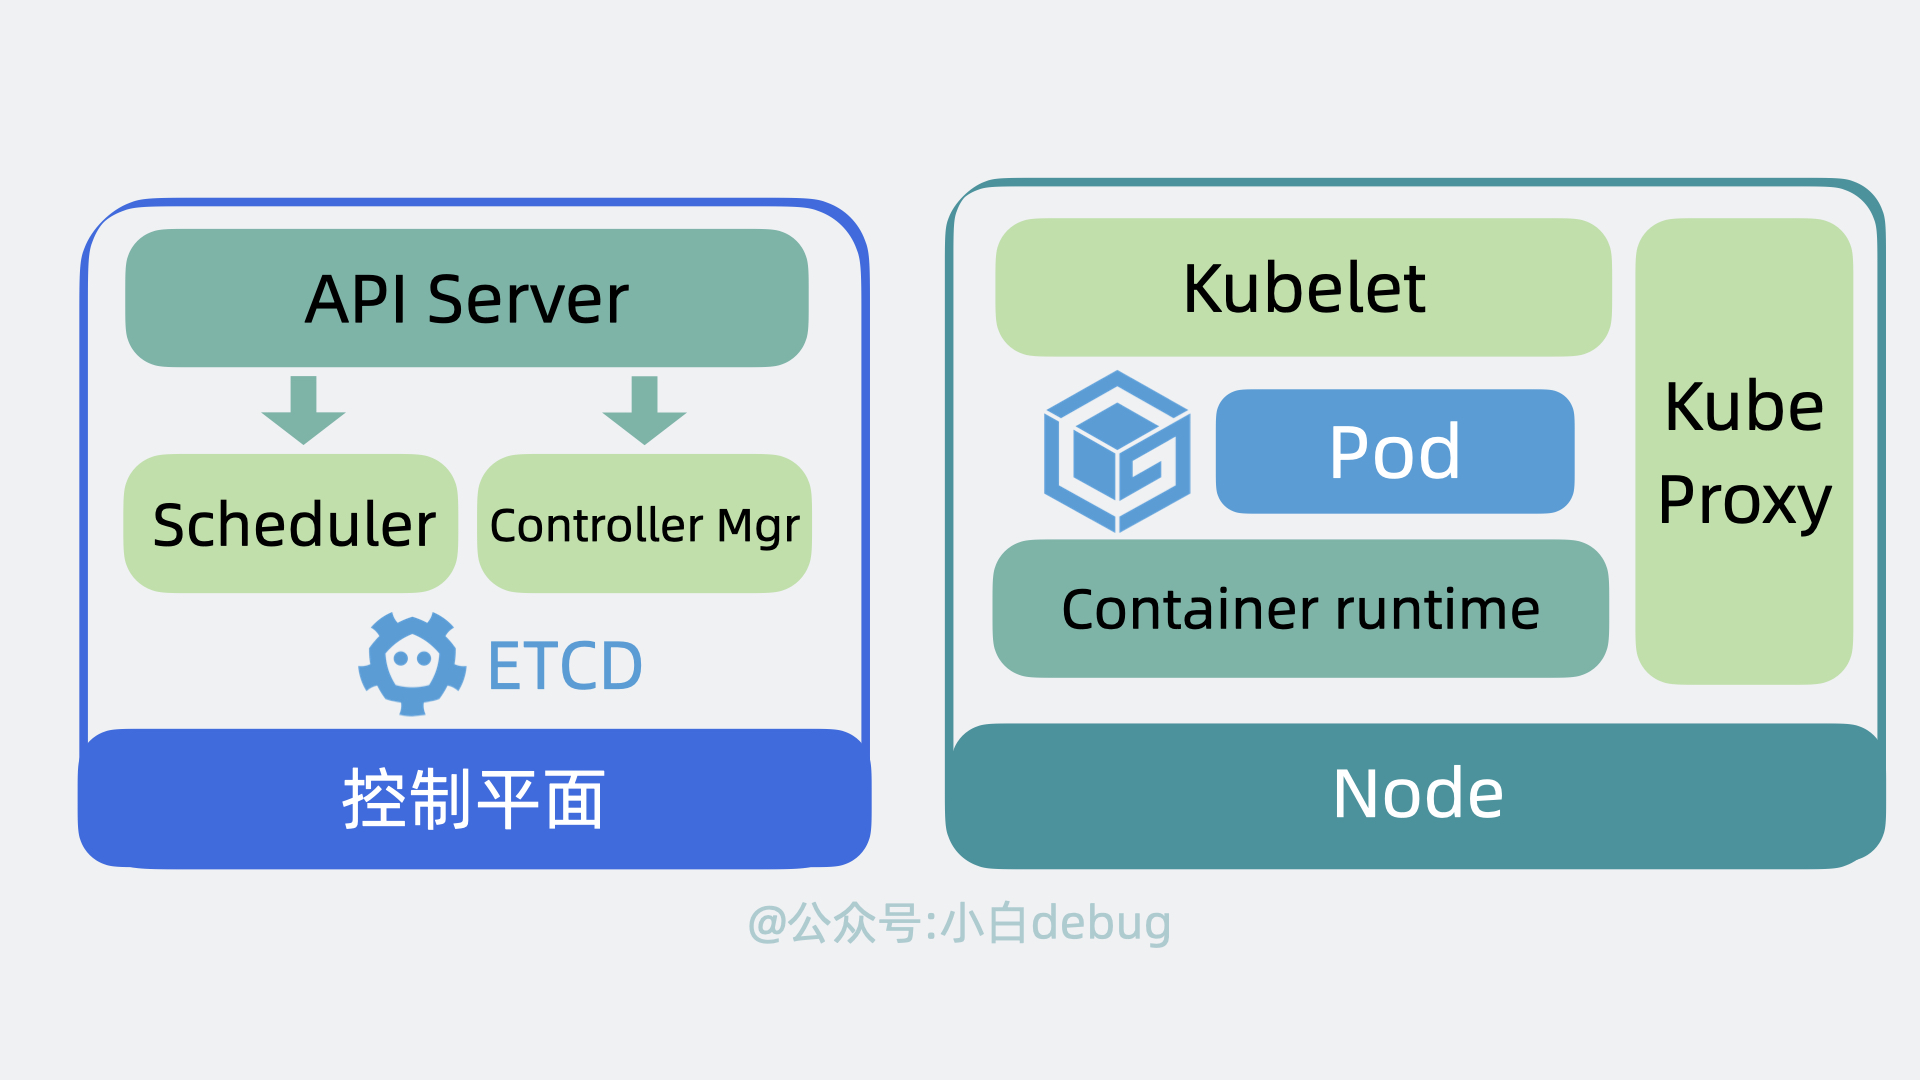 API Server
Scheduler
Controller Mgr
ETCD
控制平面
Kubelet
Pod
Container runtime
Kube
Proxy
Node
@公众号:小白debug